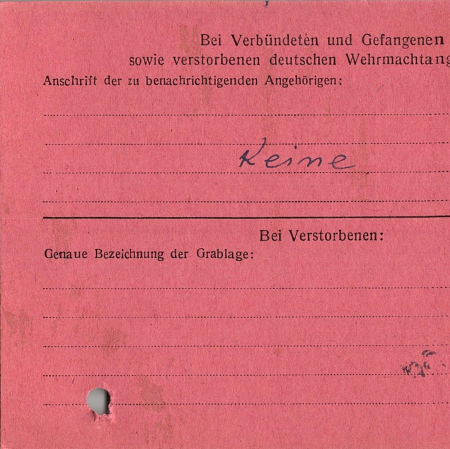 Bei Verbündeten und Gefangenen
sowie verstorbenen deutschen Wehrmachtang
Anschrift der zu benachrichtigenden Angehörigen:
Keine
Bei Verstorbenen:
Genaue Bezeichnung der Grablage: